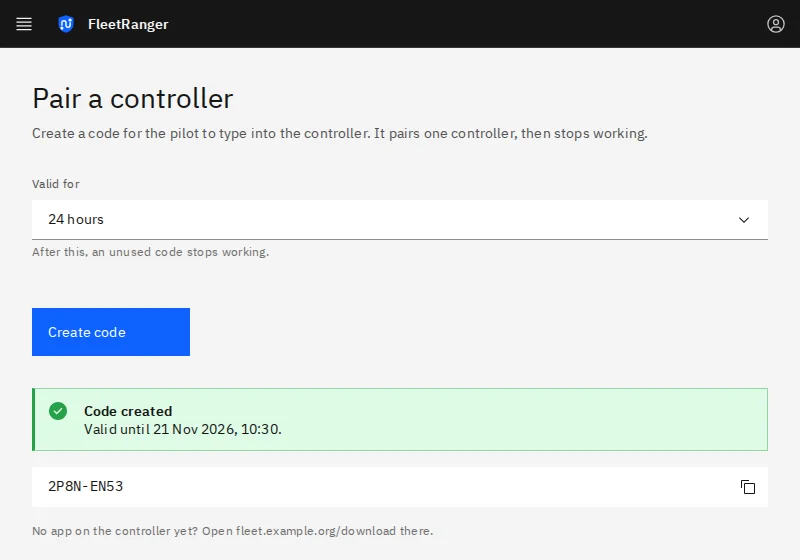 FleetRanger
Pair a controller
Create a code for the pilot to type into the controller. It pairs one controller, then stops working.
Valid for
24 hours
After this, an unused code stops working.
Create code
Code created
Valid until 21 Nov 2026, 10:30.
2P8N-EN53
No app on the controller yet? Open fleet.example.org/download there.